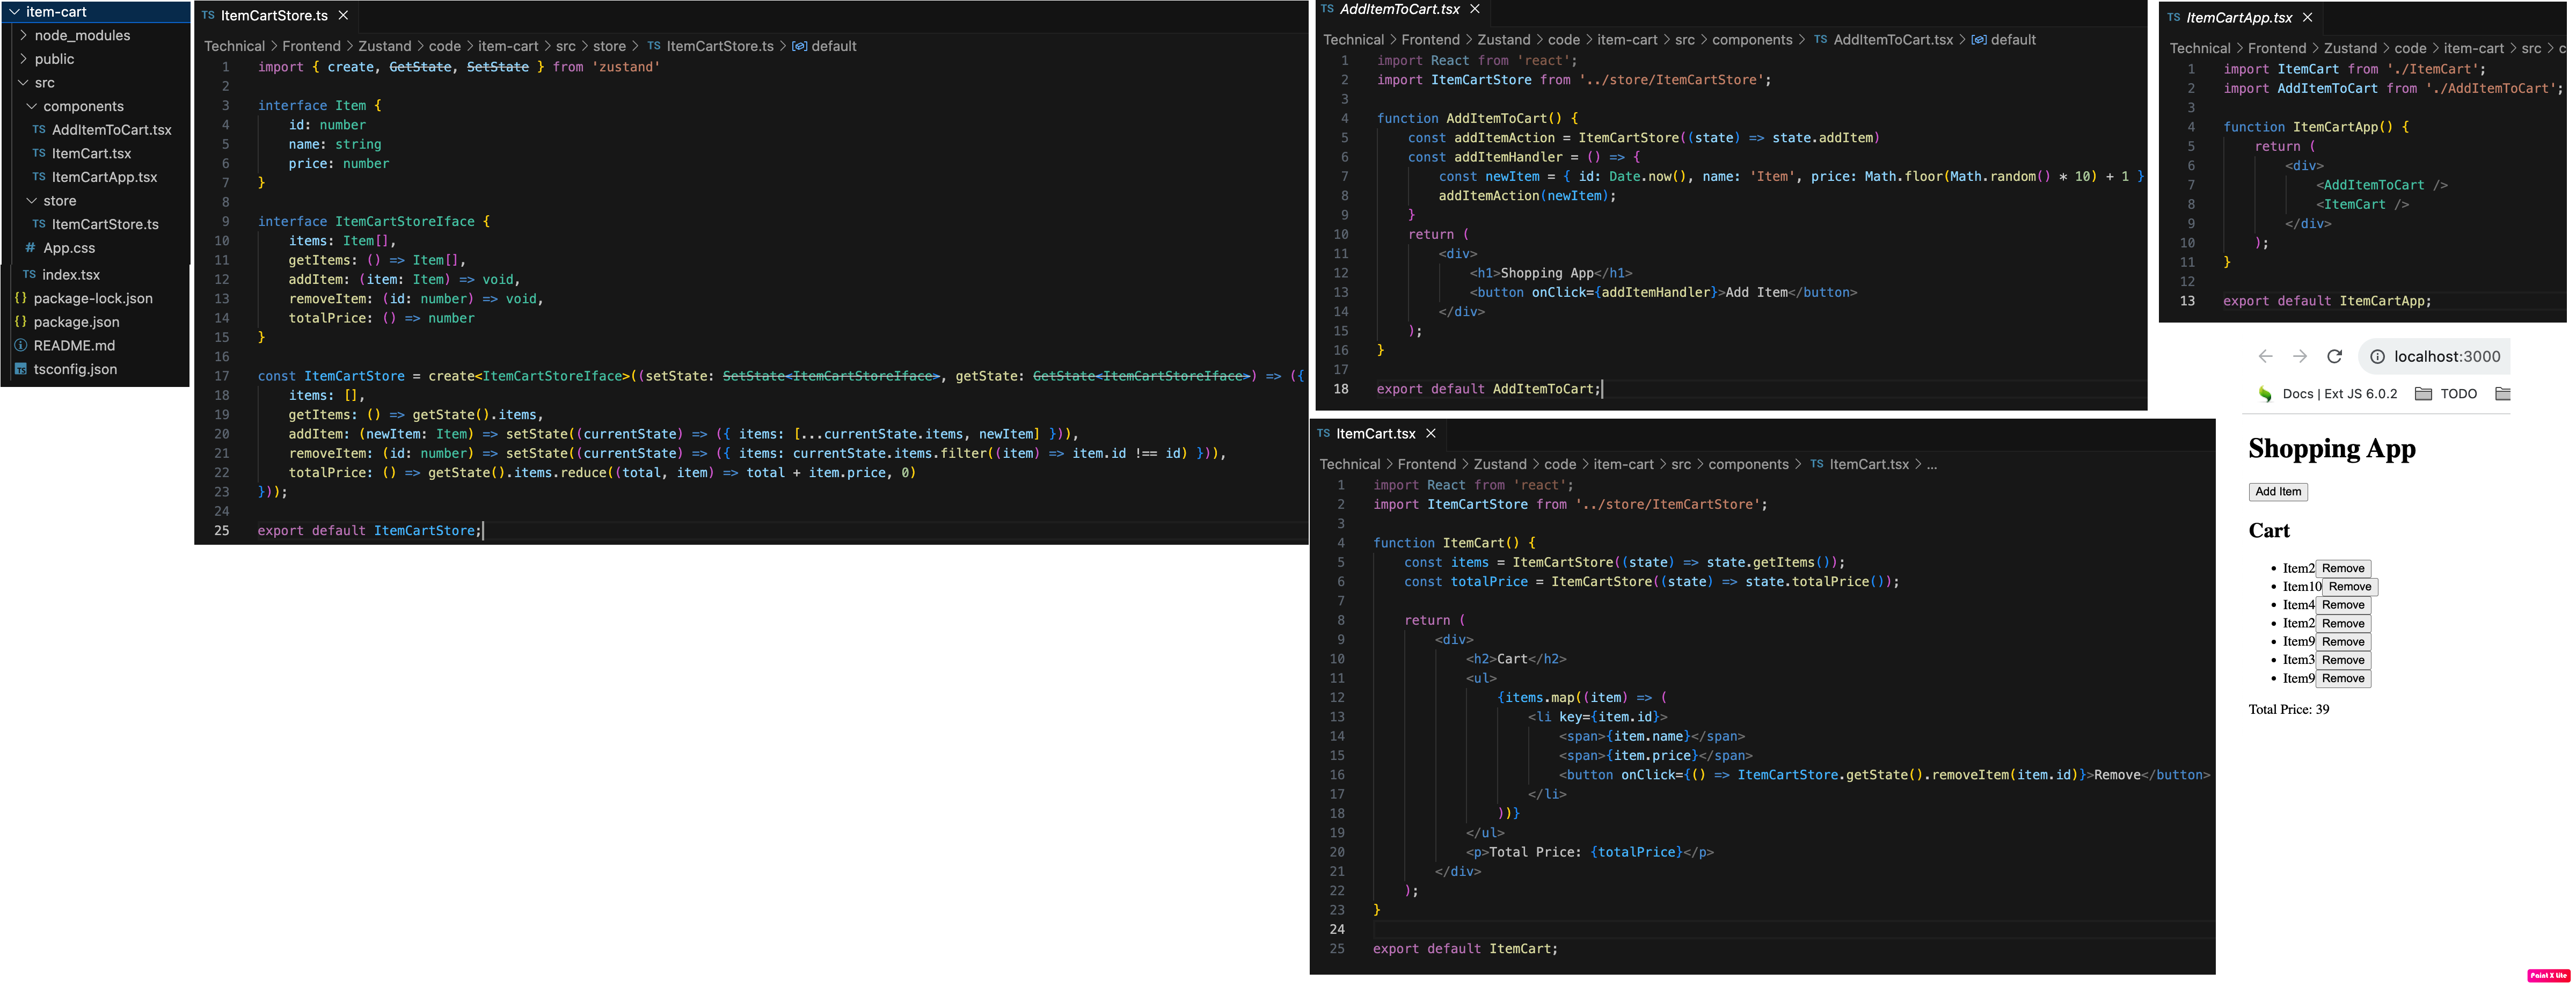 item-cart
node_modules
public
src
components
TS AddItemToCart.tsx
TS ItemCart.tsx
TS ItemCartApp.tsx
store
TS ItemCartStore.ts
# App.css
TS index.tsx
{} package-lock.json
{} package.json
README.md
TS tsconfig.json
TS ItemCartStore.ts ×
Technical > Frontend > Zustand > code > item-cart > src > store > TS ItemCartStore.ts > default
1 import { create, GetState, SetState } from 'zustand'
2
3 interface Item {
4 id: number
5 name: string
6 price: number
7 }
8
9 interface ItemCartStoreIface {
10 items: Item[],
11 getItems: () => Item[],
12 addItem: (item: Item) => void,
13 removeItem: (id: number) => void,
14 totalPrice: () => number
15 }
16
17 const ItemCartStore = create<ItemCartStoreIface>((setState: SetState<ItemCartStoreIface>, getState: GetState<ItemCartStoreIface>) => ({
18 items: [],
19 getItems: () => getState().items,
20 addItem: (newItem: Item) => setState((currentState) => ({ items: [...currentState.items, newItem] })),
21 removeItem: (id: number) => setState((currentState) => ({ items: currentState.items.filter((item) => item.id !== id) })),
22 totalPrice: () => getState().items.reduce((total, item) => total + item.price, 0)
23 }));
24
25 export default ItemCartStore;
TS AddItemToCart.tsx ×
Technical > Frontend > Zustand > code > item-cart > src > components > TS AddItemToCart.tsx > default
1 import React from 'react';
2 import ItemCartStore from '../store/ItemCartStore';
3
4 function AddItemToCart() {
5 const addItemAction = ItemCartStore((state) => state.addItem)
6 const addItemHandler = () => {
7 const newItem = { id: Date.now(), name: 'Item', price: Math.floor(Math.random() * 10) + 1 }
8 addItemAction(newItem);
9 }
10 return (
11 <div>
12 <h1>Shopping App</h1>
13 <button onClick={addItemHandler}>Add Item</button>
14 </div>
15 );
16 }
17
18 export default AddItemToCart;
TS ItemCartApp.tsx ×
Technical > Frontend > Zustand > code > item-cart > src > c
1 import ItemCart from './ItemCart';
2 import AddItemToCart from './AddItemToCart';
3
4 function ItemCartApp() {
5 return (
6 <div>
7 <AddItemToCart />
8 <ItemCart />
9 </div>
10 );
11 }
12
13 export default ItemCartApp;
TS ItemCart.tsx ×
Technical > Frontend > Zustand > code > item-cart > src > components > TS ItemCart.tsx > ...
1 import React from 'react';
2 import ItemCartStore from '../store/ItemCartStore';
3
4 function ItemCart() {
5 const items = ItemCartStore((state) => state.getItems());
6 const totalPrice = ItemCartStore((state) => state.totalPrice());
7
8 return (
9 <div>
10 <h2>Cart</h2>
11 <ul>
12 {items.map((item) => (
13 <li key={item.id}>
14 <span>{item.name}</span>
15 <span>{item.price}</span>
16 <button onClick={() => ItemCartStore.getState().removeItem(item.id)}>Remove</button>
17 </li>
18 ))}
19 </ul>
20 <p>Total Price: {totalPrice}</p>
21 </div>
22 );
23 }
24
25 export default ItemCart;
localhost:3000
Docs | Ext JS 6.0.2 TODO
Shopping App
Add Item
Cart
• Item2 Remove
• Item10 Remove
• Item4 Remove
• Item2 Remove
• Item9 Remove
• Item3 Remove
• Item9 Remove
Total Price: 39
Paint X Lite